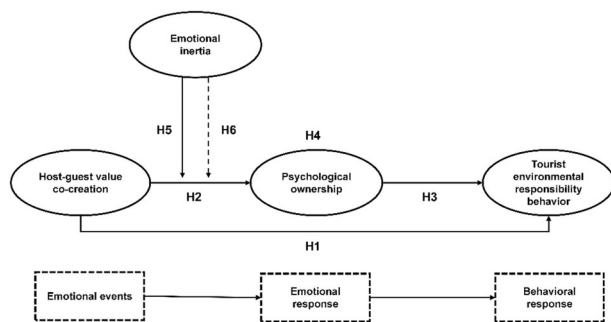 Emotional
inertia
H5
H6
H4
Host-guest value
co-creation
H2
Psychological
ownership
H3
Tourist
environmental
responsibility
behavior
H1
Emotional events
Emotional
response
Behavioral
response